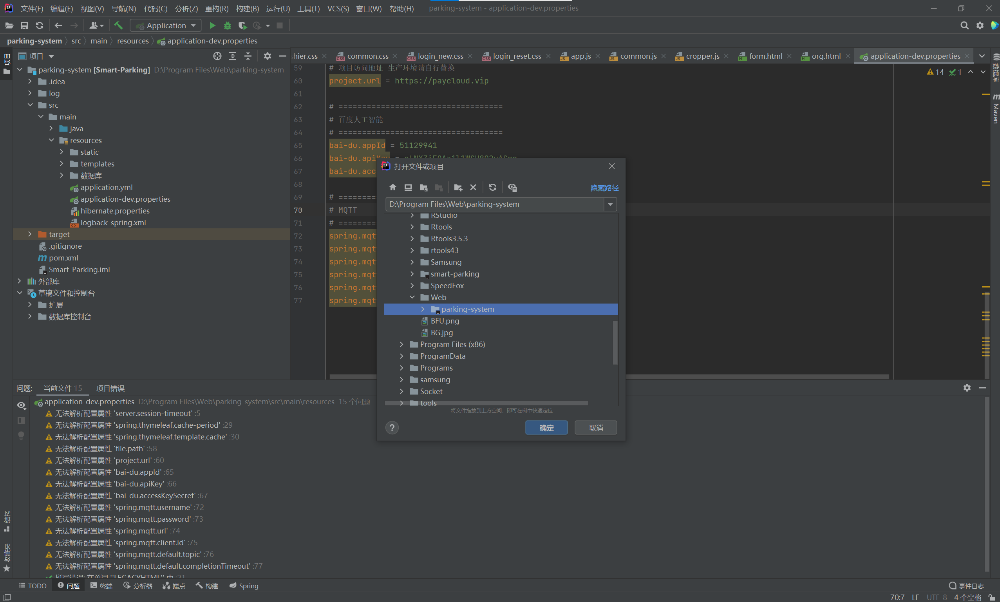 文件(F) 编辑(E) 视图(V) 导航(N) 代码(C) 分析(Z) 重构(R) 构建(B) 运行(U) 工具(T) VCS(S) 窗口(W) 帮助(H) parking-system - application-dev.properties
Application
parking-system src main resources application-dev.properties
项目
项目
shier.css common.css login_new.css login_reset.css app.js common.js cropper.js form.html org.html application-dev.properties
parking-system [Smart-Parking] D:\Program Files\Web\parking-system
.idea
log
src
main
java
resources
static
templates
数据库
application.yml
application-dev.properties
hibernate.properties
logback-spring.xml
target
.gitignore
pom.xml
Smart-Parking.iml
外部库
草稿文件和控制台
扩展
数据库控制台
14 1
59 # 项目访问地址 生产环境请自行替换
60 project.url = https://paycloud.vip
61
62 # ===================================
63 # 百度人工智能
64 # ===================================
65 bai-du.appId = 51129941
66 bai-du.apiKey =
67 bai-du.acc
68
69 # ========
70 # MQTT
71 # ========
72 spring.mqt
73 spring.mqt
74 spring.mqt
75 spring.mqt
76 spring.mqt
77 spring.mqt
数据库
Maven
打开文件或项目
隐藏路径
D:\Program Files\Web\parking-system
RStudio
Rtools
Rtools3.5.3
rtools43
Samsung
smart-parking
SpeedFox
Web
parking-system
BFU.png
BG.jpg
Program Files (x86)
ProgramData
Programs
samsung
Socket
tools
将文件拖放到上方空间，即可在树中快速定位
? 确定 取消
问题: 当前文件 15 项目错误
application-dev.properties D:\Program Files\Web\parking-system\src\main\resources 15 个问题
无法解析配置属性 'server.session-timeout' :5
无法解析配置属性 'spring.thymeleaf.cache-period' :29
无法解析配置属性 'spring.thymeleaf.template.cache' :30
无法解析配置属性 'file.path' :58
无法解析配置属性 'project.url' :60
无法解析配置属性 'bai-du.appId' :65
无法解析配置属性 'bai-du.apiKey' :66
无法解析配置属性 'bai-du.accessKeySecret' :67
无法解析配置属性 'spring.mqtt.username' :72
无法解析配置属性 'spring.mqtt.password' :73
无法解析配置属性 'spring.mqtt.url' :74
无法解析配置属性 'spring.mqtt.client.id' :75
无法解析配置属性 'spring.mqtt.default.topic' :76
无法解析配置属性 'spring.mqtt.default.completionTimeout' :77
拼写错误: 在单词 ''LEGACYHTML'' 中 :21
结构
收藏夹
TODO 问题 终端 分析器 端点 构建 Spring 事件日志
70:7 LF UTF-8 4 个空格